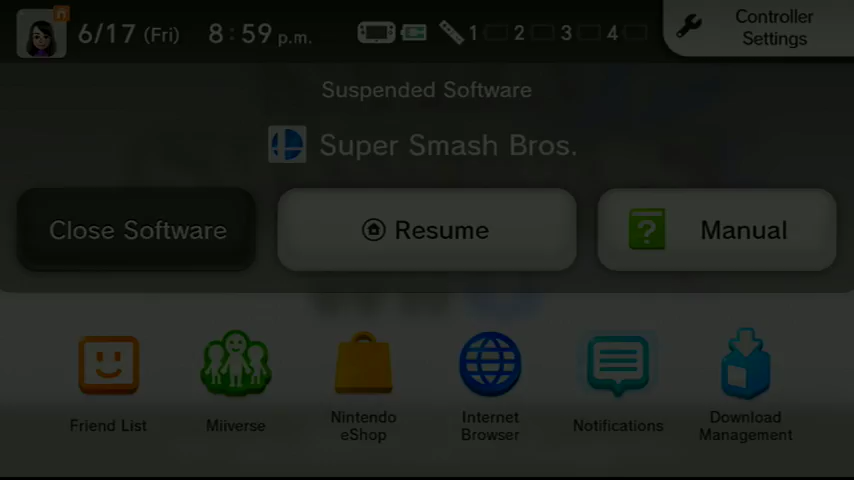 6/17 (Fri) 8:59 p.m. 1 2 3 4
Controller
Settings
Suspended Software
Super Smash Bros.
Close Software
Resume
? Manual
Friend List
Miiverse
Nintendo
eShop
Internet
Browser
Notifications
Download
Management